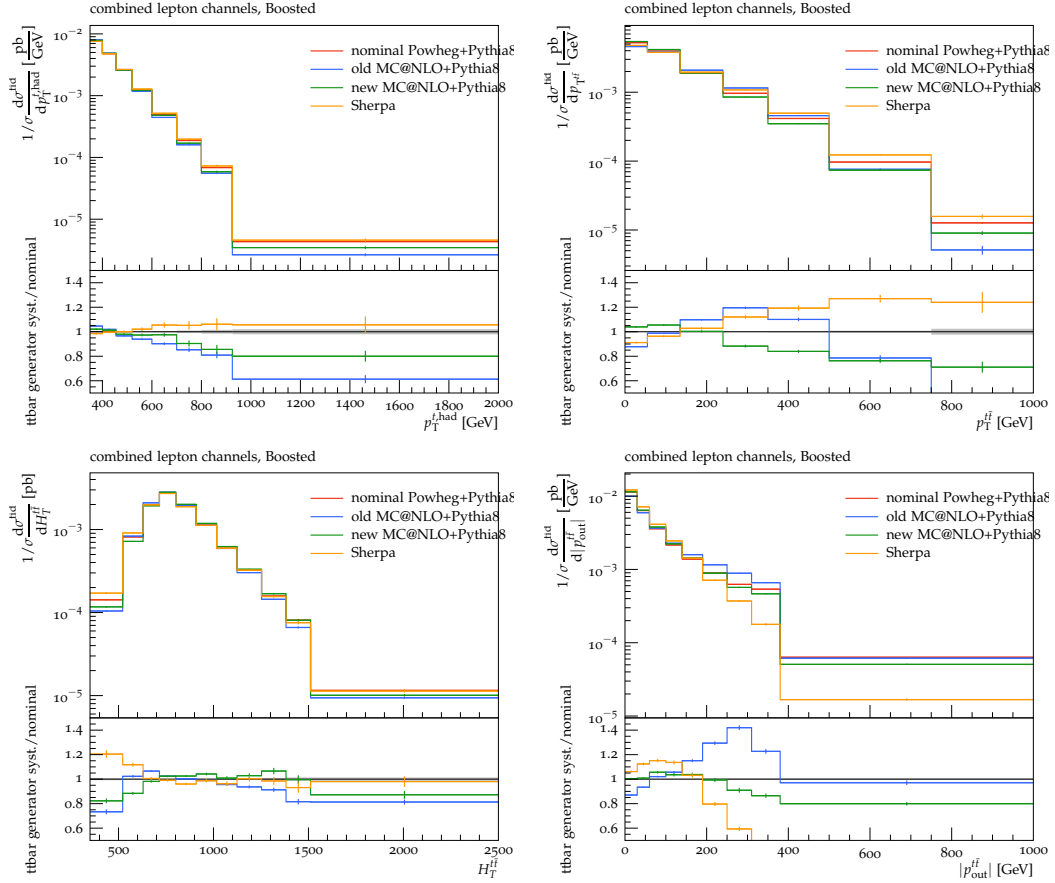 combined lepton channels, Boosted
1/σ dσ^tid/dp_T^t,had [pb/GeV]
10−2
10−3
10−4
10−5
nominal Powheg+Pythia8
old MC@NLO+Pythia8
new MC@NLO+Pythia8
Sherpa
ttbar generator syst./nominal
1.4
1.2
1
0.8
0.6
400 600 800 1000 1200 1400 1600 1800 2000
p_T^t,had [GeV]
combined lepton channels, Boosted
1/σ dσ^tid/dp_T^tt̄ [pb/GeV]
10−2
10−3
10−4
10−5
nominal Powheg+Pythia8
old MC@NLO+Pythia8
new MC@NLO+Pythia8
Sherpa
ttbar generator syst./nominal
1.4
1.2
1
0.8
0.6
0 200 400 600 800 1000
p_T^tt̄ [GeV]
combined lepton channels, Boosted
1/σ dσ^tid/dH_T^tt̄ [pb]
10−3
10−4
10−5
nominal Powheg+Pythia8
old MC@NLO+Pythia8
new MC@NLO+Pythia8
Sherpa
ttbar generator syst./nominal
1.4
1.2
1
0.8
0.6
500 1000 1500 2000 2500
H_T^tt̄ [GeV]
combined lepton channels, Boosted
1/σ dσ^tid/d|p_out^tt̄| [pb/GeV]
10−2
10−3
10−4
10−5
nominal Powheg+Pythia8
old MC@NLO+Pythia8
new MC@NLO+Pythia8
Sherpa
ttbar generator syst./nominal
1.4
1.2
1
0.8
0.6
0 200 400 600 800 1000
|p_out^tt̄| [GeV]